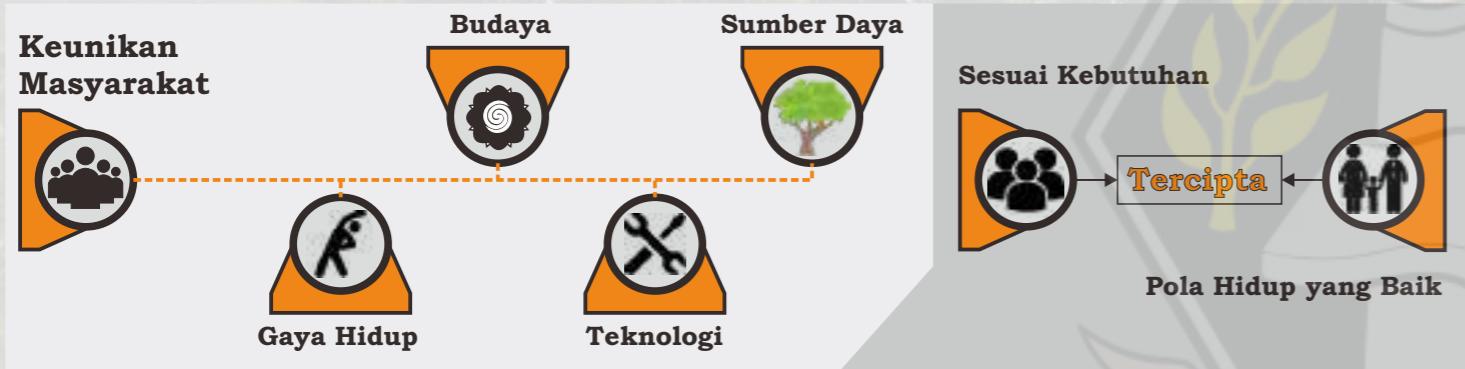 Keunikan
Masyarakat
Budaya
Sumber Daya
Gaya Hidup
Teknologi
Sesuai Kebutuhan
Tercipta
Pola Hidup yang Baik